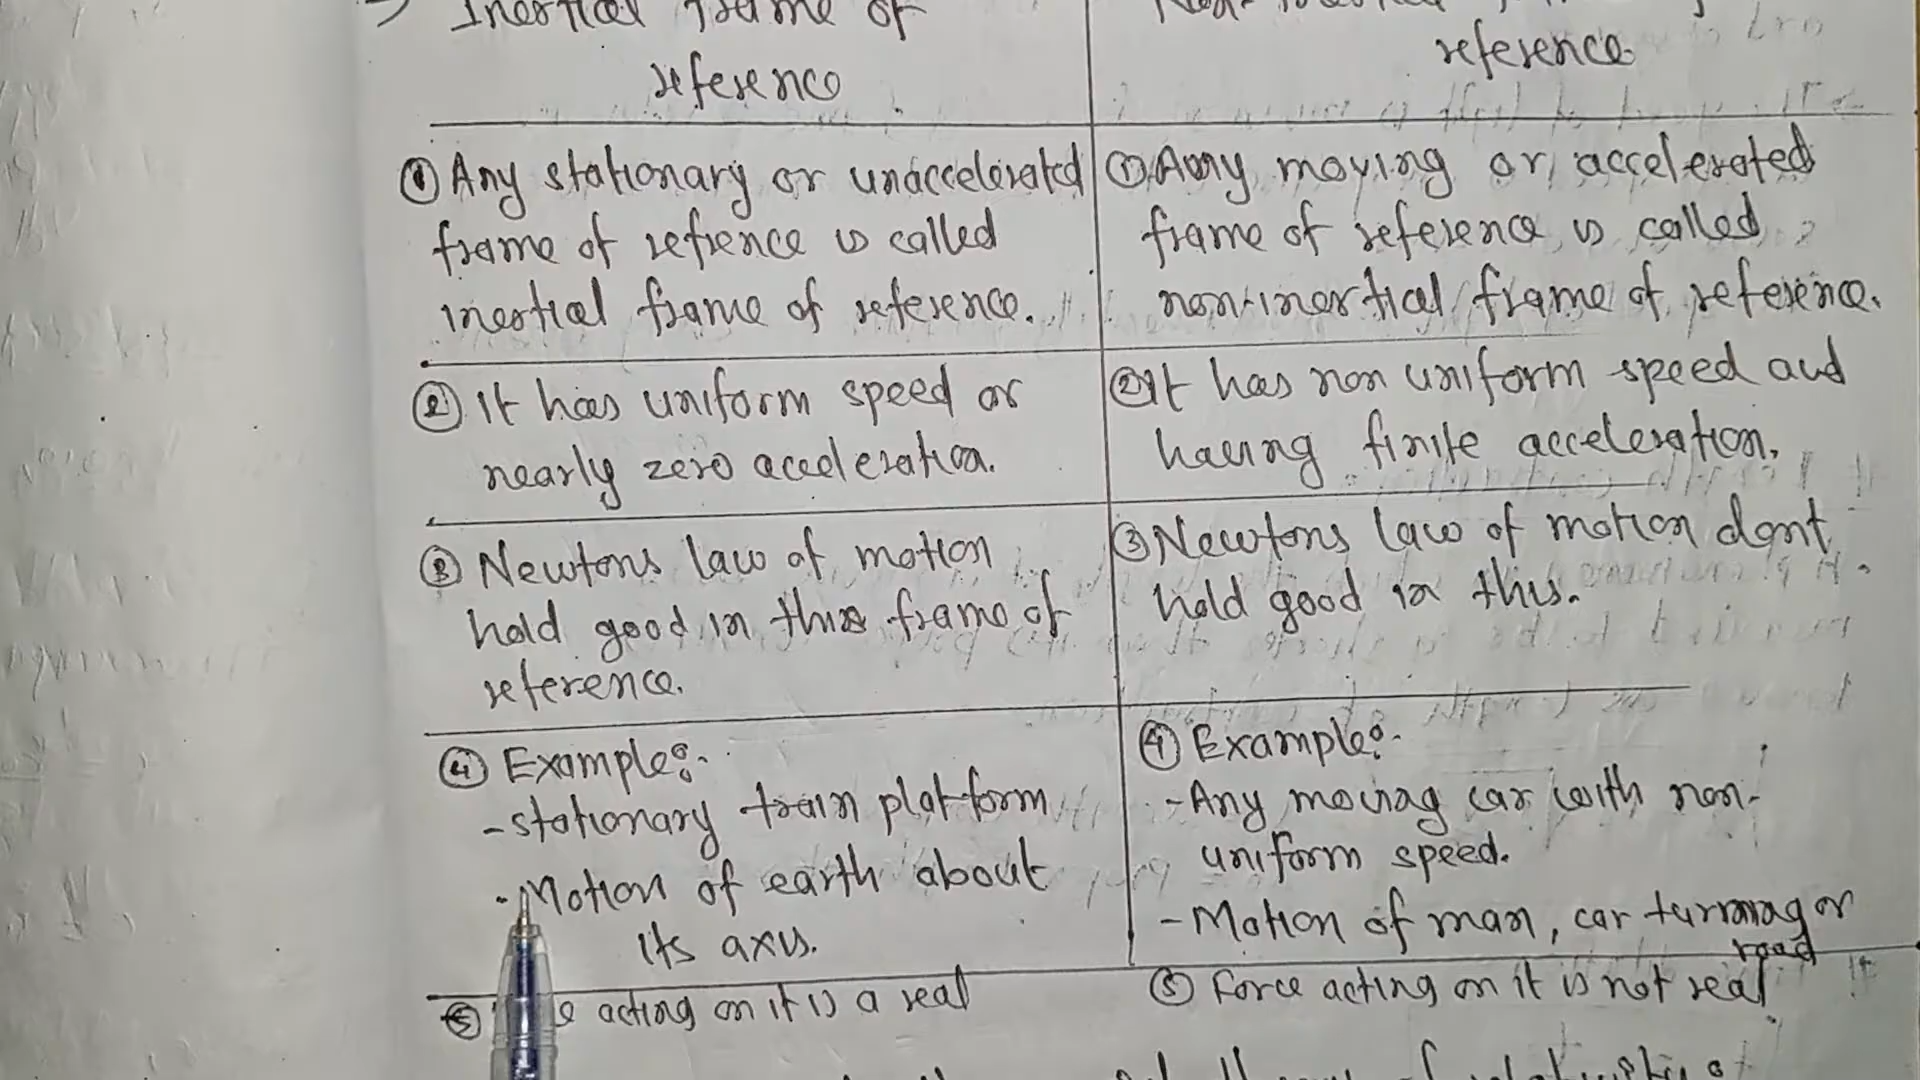 Inertial frame of
reference
reference.
① Any stationary or unaccelerated
frame of refrence is called
inertial frame of reference.
① Any moving or accelerated
frame of reference is called
non-inertial frame of reference.
② It has uniform speed or
nearly zero acceleration.
② It has non uniform speed and
having finite acceleration.
③ Newtons law of motion
hold good in this frame of
reference.
③ Newtons law of motion dont
hold good in this.
④ Example:-
-stationary train platform
-Motion of earth about
its axis.
④ Example:-
-Any moving car with non-
uniform speed.
-Motion of man, car turning or
road
⑤ acting on it is a real
⑤ Force acting on it is not real